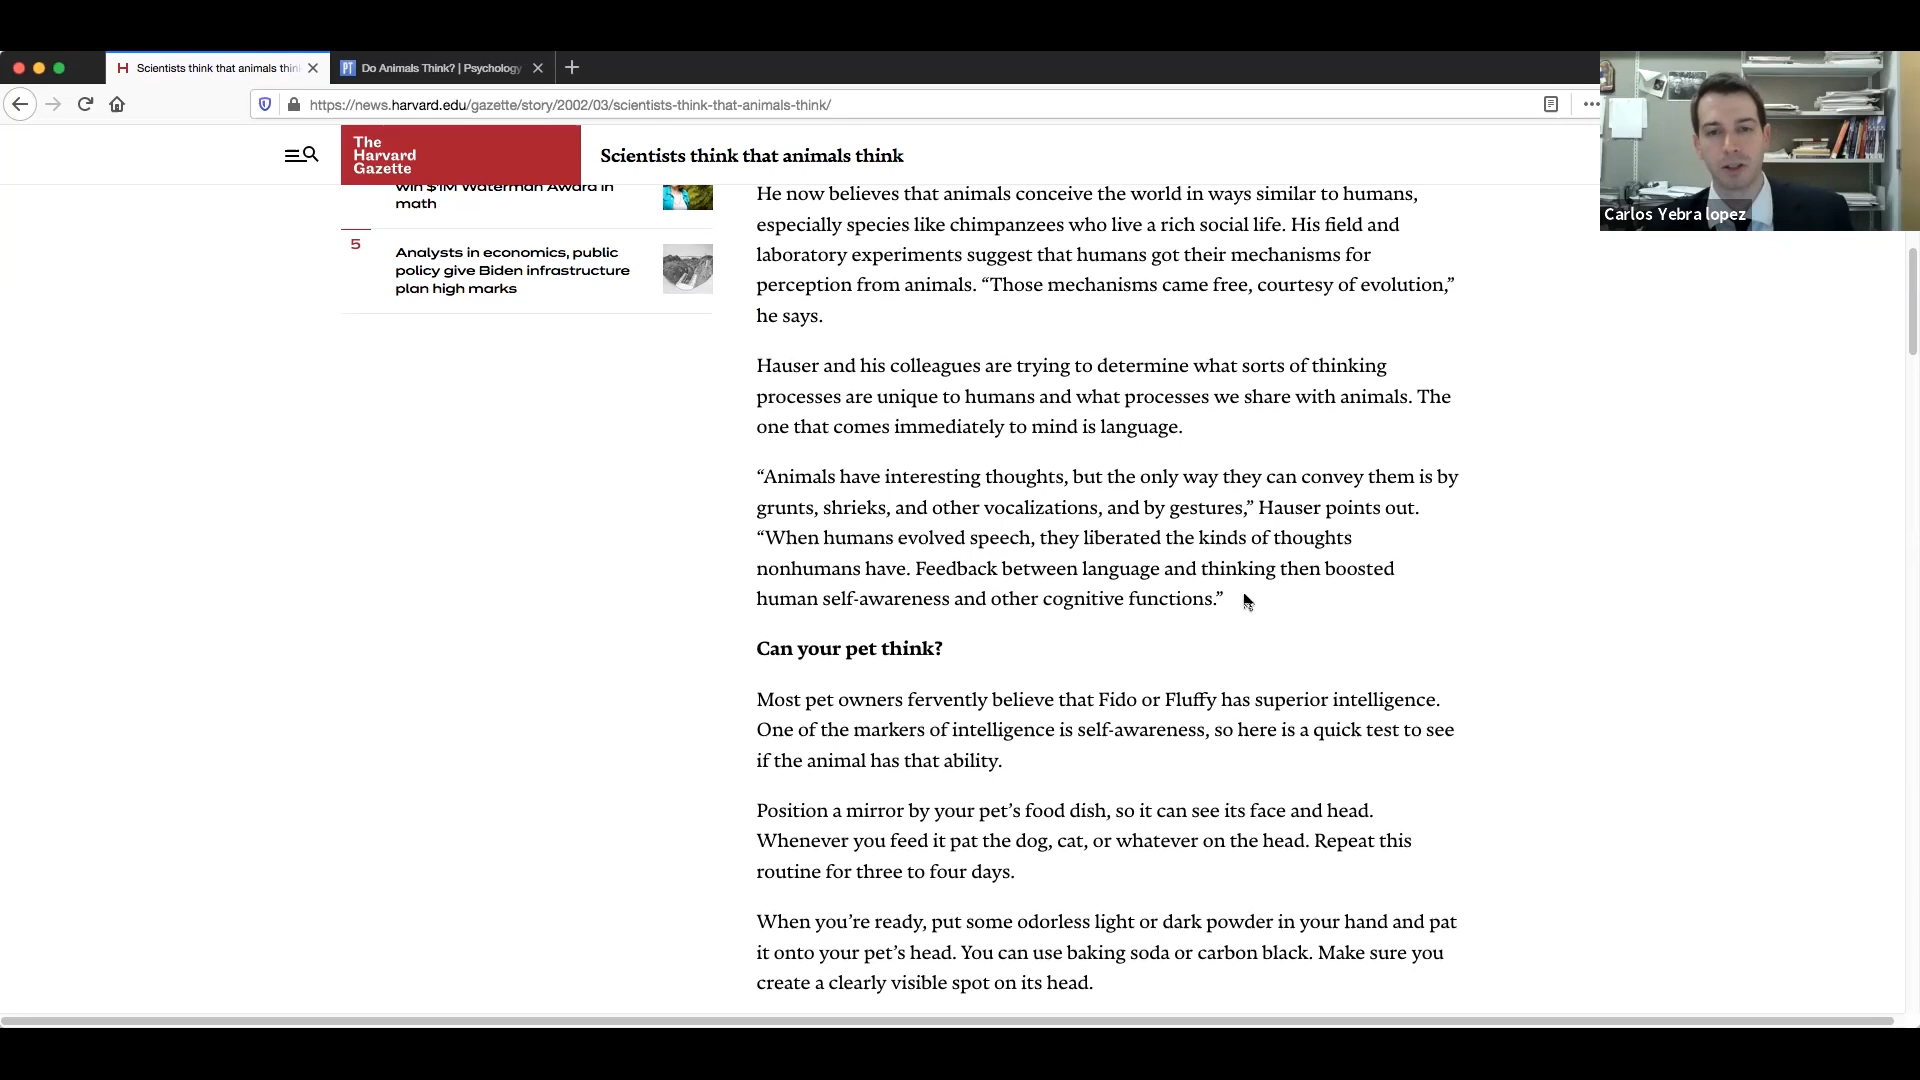 Scientists think that animals thin
Do Animals Think? | Psychology
https://news.harvard.edu/gazette/story/2002/03/scientists-think-that-animals-think/
The
Harvard
Gazette
Scientists think that animals think
win $1M Waterman Award in
math
5
Analysts in economics, public
policy give Biden infrastructure
plan high marks
He now believes that animals conceive the world in ways similar to humans,
especially species like chimpanzees who live a rich social life. His field and
laboratory experiments suggest that humans got their mechanisms for
perception from animals. “Those mechanisms came free, courtesy of evolution,”
he says.
Hauser and his colleagues are trying to determine what sorts of thinking
processes are unique to humans and what processes we share with animals. The
one that comes immediately to mind is language.
“Animals have interesting thoughts, but the only way they can convey them is by
grunts, shrieks, and other vocalizations, and by gestures,” Hauser points out.
“When humans evolved speech, they liberated the kinds of thoughts
nonhumans have. Feedback between language and thinking then boosted
human self-awareness and other cognitive functions.”
Can your pet think?
Most pet owners fervently believe that Fido or Fluffy has superior intelligence.
One of the markers of intelligence is self-awareness, so here is a quick test to see
if the animal has that ability.
Position a mirror by your pet’s food dish, so it can see its face and head.
Whenever you feed it pat the dog, cat, or whatever on the head. Repeat this
routine for three to four days.
When you’re ready, put some odorless light or dark powder in your hand and pat
it onto your pet’s head. You can use baking soda or carbon black. Make sure you
create a clearly visible spot on its head.
Carlos Yebra lopez